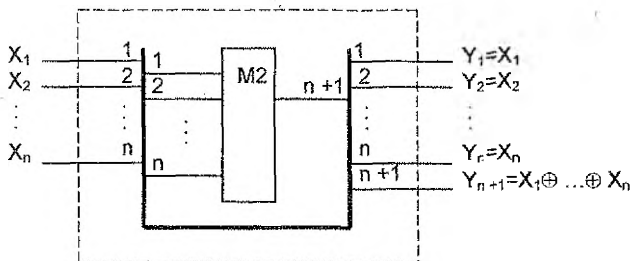 X₁ 1 1 M2 1 Y₁=X₁
X₂ 2 2 n+1 2 Y₂=X₂
Xₙ n n n Yₙ=Xₙ
n+1 Yₙ₊₁=X₁⊕ ...⊕ Xₙ